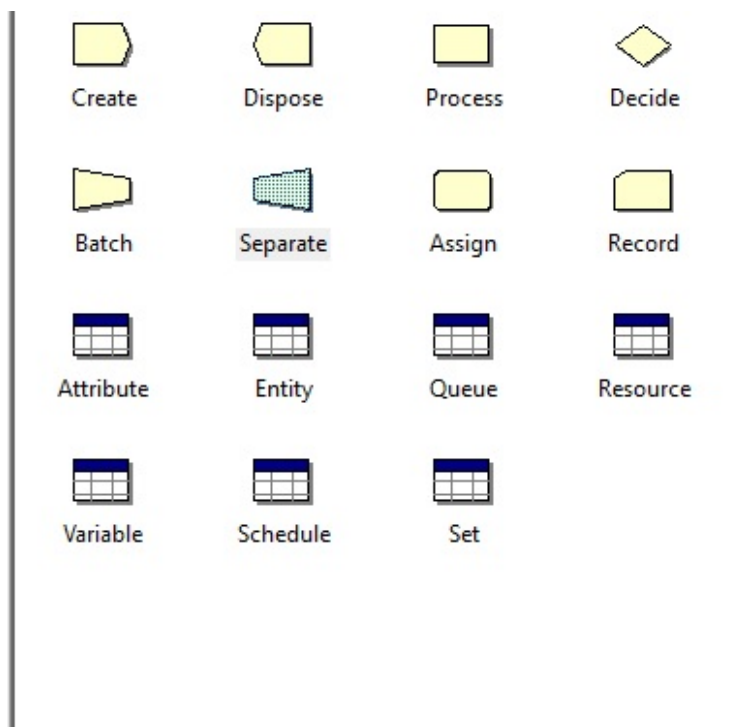 Create Dispose Process Decide
Batch Separate Assign Record
Attribute Entity Queue Resource
Variable Schedule Set